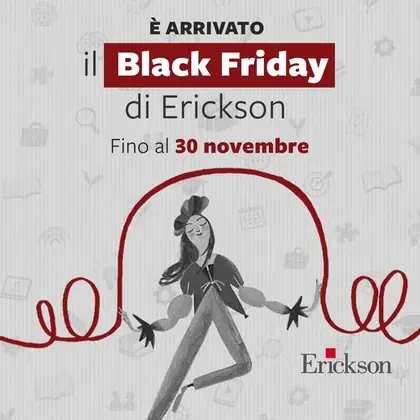 È ARRIVATO
il Black Friday
di Erickson
Fino al 30 novembre
Erickson